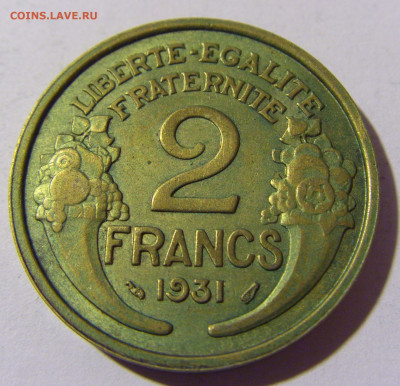 COINS.LAVE.RU
LIBERTE-EGALITE
FRATERNITE
2
FRANCS
1931